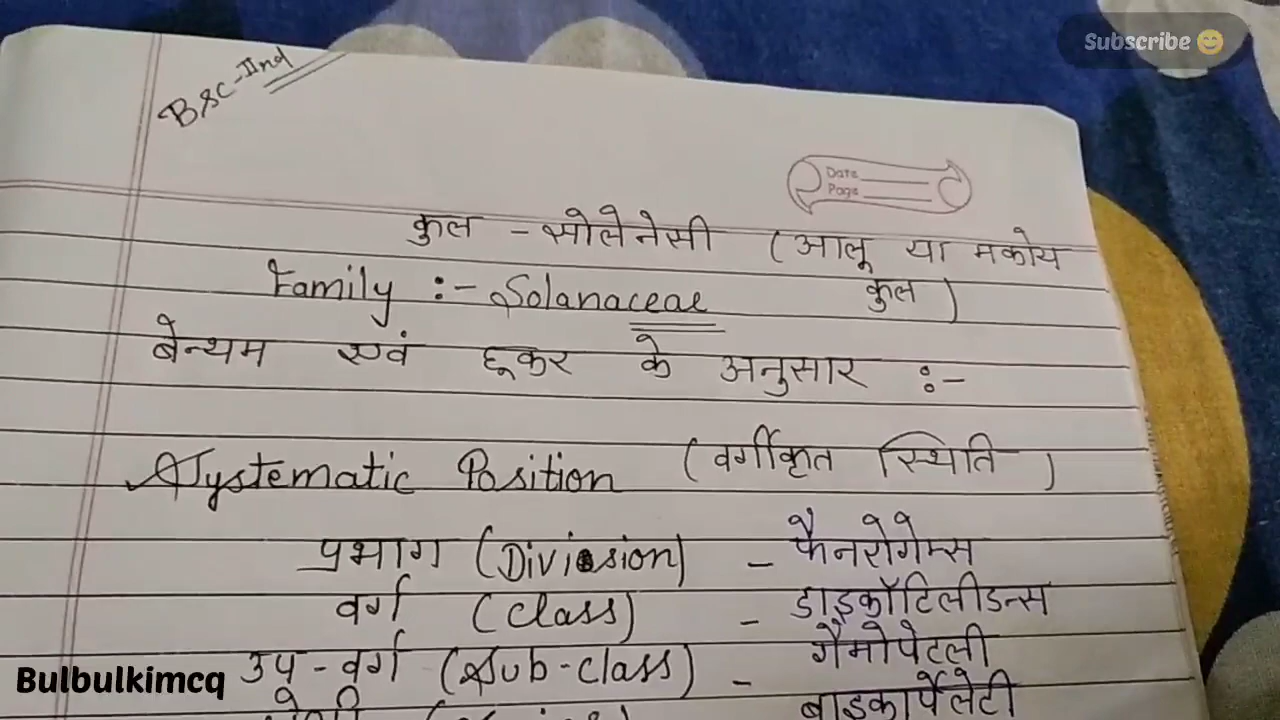 Subscribe 😊
BSC-IInd
Date
Page
कुल - सोलेनेसी (आलू या मकोय
कुल)
Family :- Solanaceae
बेन्थम एवं हूकर के अनुसार :-
Systematic Position (वर्गीकृत स्थिति)
प्रभाग (Division) - फैनरोगेम्स
वर्ग (Class) - डाइकॉटिलीडन्स
उप-वर्ग (Sub-class) - गैमोपेटली
बाइकार्पेलेटी
Bulbulkimcq